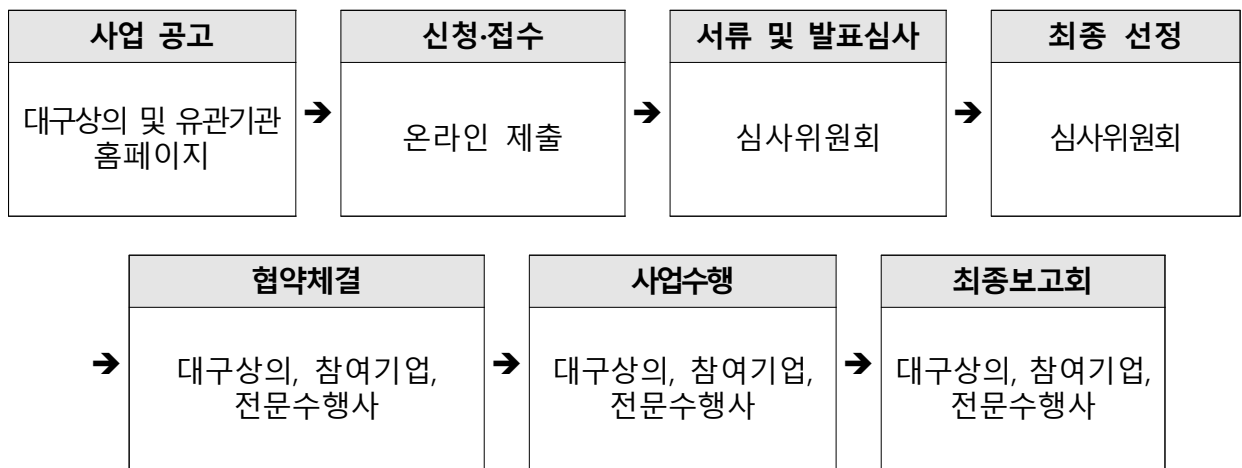 사업 공고
신청·접수
서류 및 발표심사
최종 선정
대구상의 및 유관기관
홈페이지
➔
온라인 제출
➔
심사위원회
➔
심사위원회
협약체결
사업수행
최종보고회
➔
대구상의, 참여기업,
전문수행사
➔
대구상의, 참여기업,
전문수행사
➔
대구상의, 참여기업,
전문수행사